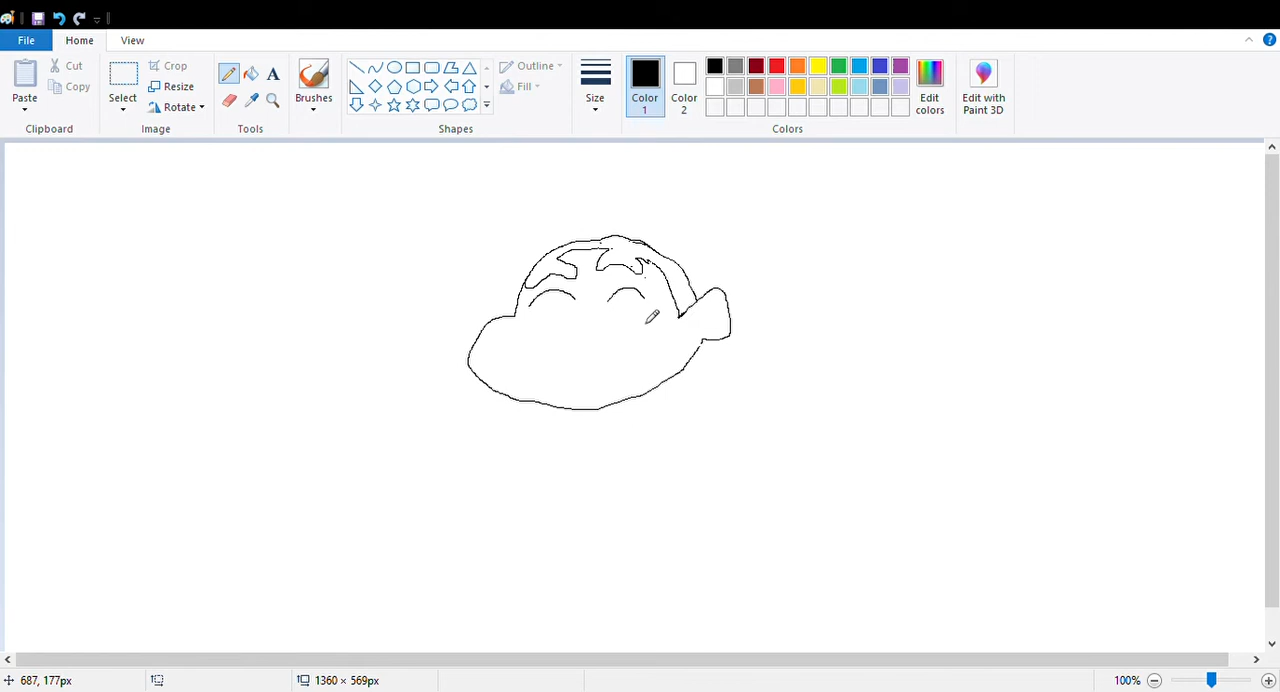 File Home View
Paste Cut Copy
Clipboard
Select Crop Resize Rotate
Image
A
Tools
Brushes
Outline Fill
Shapes
Size
Color 1
Color 2
Edit colors
Colors
Edit with Paint 3D
687, 177px 1360 × 569px 100%